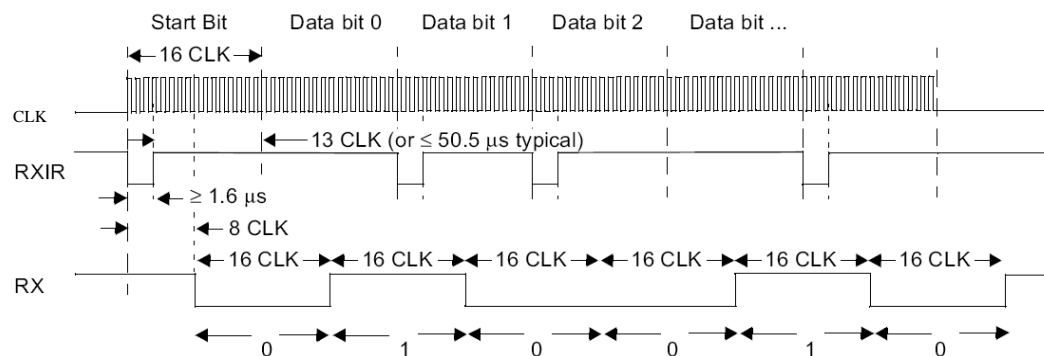 Start Bit Data bit 0 Data bit 1 Data bit 2 Data bit ...
16 CLK
CLK
13 CLK (or ≤ 50.5 μs typical)
RXIR
≥ 1.6 μs
8 CLK
16 CLK 16 CLK 16 CLK 16 CLK 16 CLK 16 CLK
RX
0 1 0 0 1 0